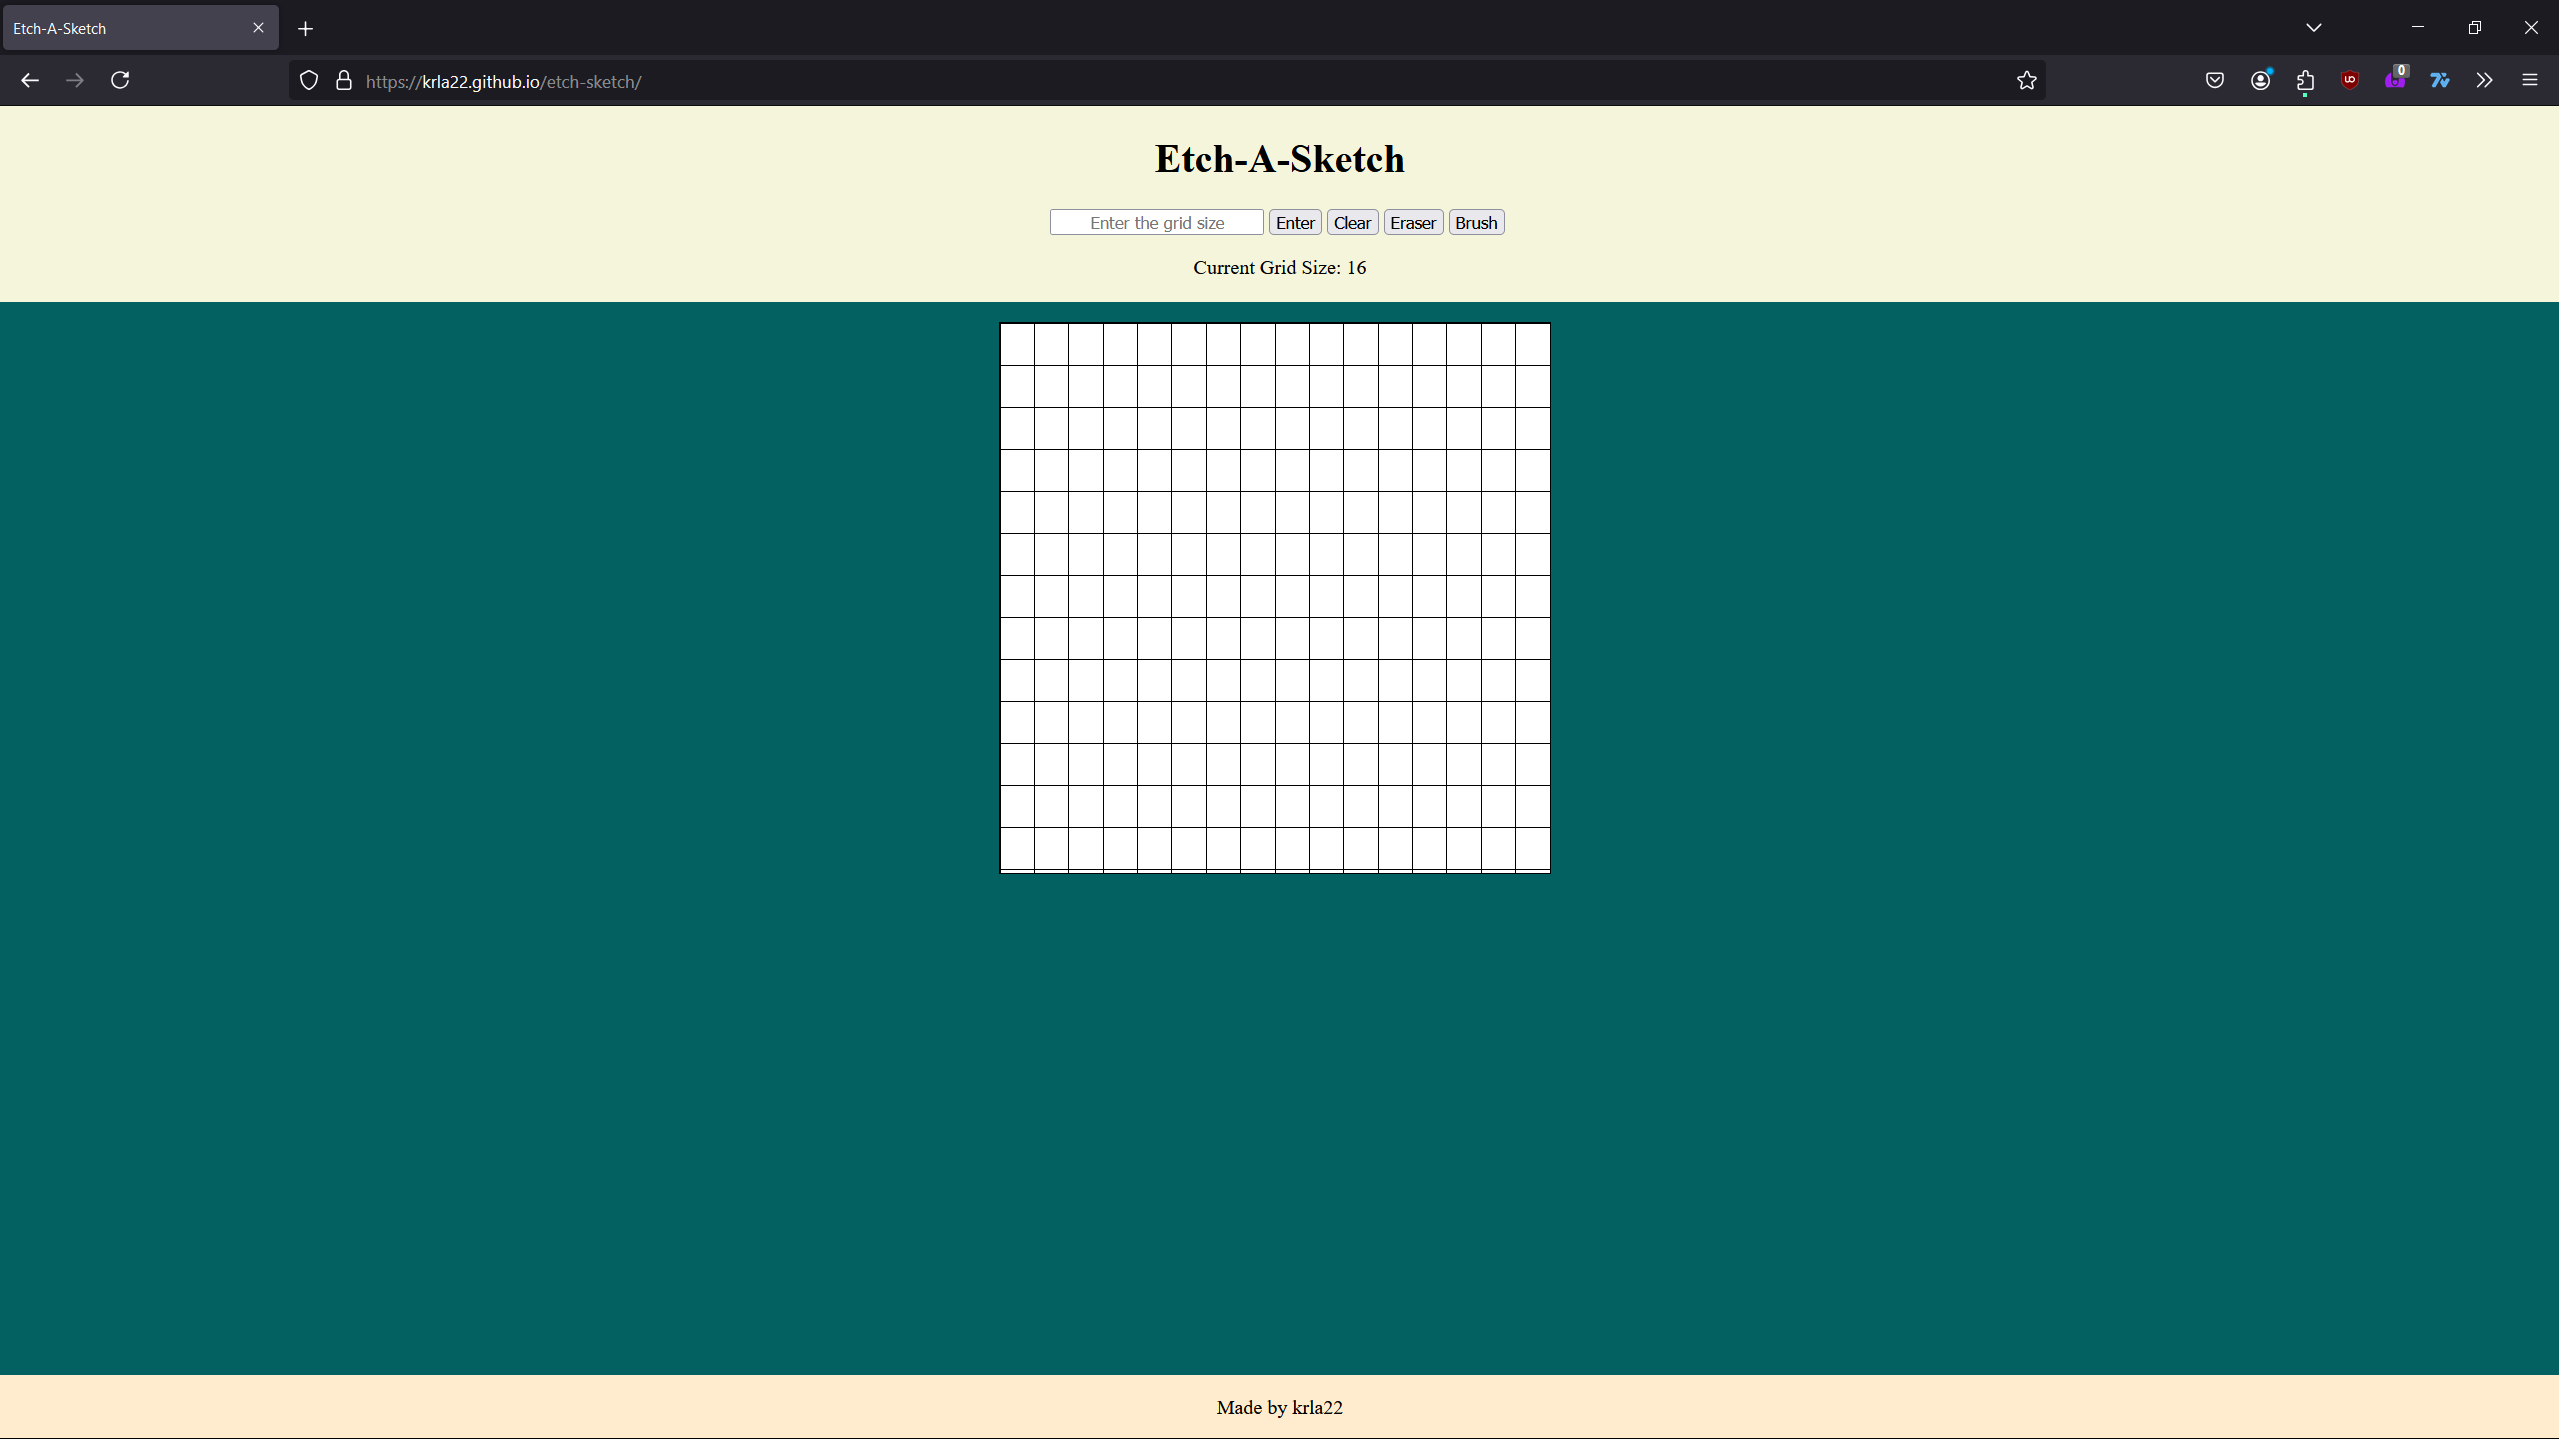 Etch-A-Sketch
https://krla22.github.io/etch-sketch/
0
Etch-A-Sketch
Enter the grid size Enter Clear Eraser Brush
Current Grid Size: 16
Made by krla22